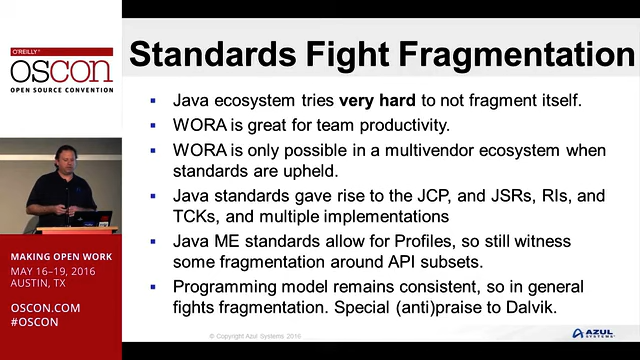 O'REILLY®
OSCON
OPEN SOURCE CONVENTION
MAKING OPEN WORK
MAY 16–19, 2016
AUSTIN, TX
OSCON.COM
#OSCON
Standards Fight Fragmentation
▪ Java ecosystem tries very hard to not fragment itself.
▪ WORA is great for team productivity.
▪ WORA is only possible in a multivendor ecosystem when
standards are upheld.
▪ Java standards gave rise to the JCP, and JSRs, RIs, and
TCKs, and multiple implementations
▪ Java ME standards allow for Profiles, so still witness
some fragmentation around API subsets.
▪ Programming model remains consistent, so in general
fights fragmentation. Special (anti)praise to Dalvik.
© Copyright Azul Systems 2016
AZUL
SYSTEMS